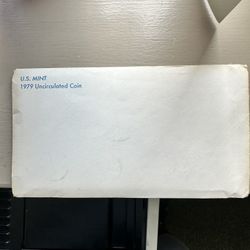 U.S. MINT
1979 Uncirculated Coin